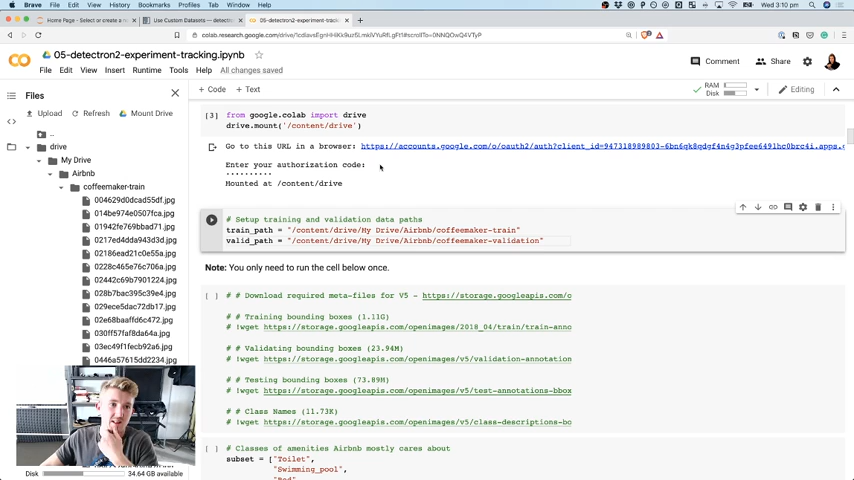 Brave File Edit View History Bookmarks Profiles Tab Window Help
Wed 3:10 pm
Home Page - Select or create a n
Use Custom Datasets — detectro
05-detectron2-experiment-track
05-detectron2-experiment-tracking.ipynb
File Edit View Insert Runtime Tools Help All changes saved
Comment
Share
RAM
Disk
Editing
+ Code + Text
Files
Upload Refresh Mount Drive
..
drive
My Drive
Airbnb
coffeemaker-train
004629d0dcad55df.jpg
014be974e0507fca.jpg
01942fe769bbad71.jpg
0217ed4dda943d3d.jpg
02186ead21c0e55a.jpg
0228c465e76c706a.jpg
02442c69b7901224.jpg
028b7bac395c39e4.jpg
029ece5dac72db17.jpg
02e68baaffd6c472.jpg
030ff57faf8da64a.jpg
03ec49f1fecb92a6.jpg
0446a57615dd2234.jpg
Disk 34.64 GB available
[3] from google.colab import drive
drive.mount('/content/drive')
Go to this URL in a browser:
Enter your authorization code:
··········
Mounted at /content/drive
# Setup training and validation data paths
train_path = "/content/drive/My Drive/Airbnb/coffeemaker-train"
valid_path = "/content/drive/My Drive/Airbnb/coffeemaker-validation"
Note: You only need to run the cell below once.
[ ] # # Download required meta-files for V5 - https://storage.googleapis.com/o
# # Training bounding boxes (1.11G)
# !wget https://storage.googleapis.com/openimages/2018_04/train/train-anno
# # Validating bounding boxes (23.94M)
# !wget https://storage.googleapis.com/openimages/v5/validation-annotation
# # Testing bounding boxes (73.89M)
# !wget https://storage.googleapis.com/openimages/v5/test-annotations-bbox
# # Class Names (11.73K)
# !wget https://storage.googleapis.com/openimages/v5/class-descriptions-bo
[ ] # Classes of amenities Airbnb mostly cares about
subset = ["Toilet",
"Swimming_pool",
"Bed",